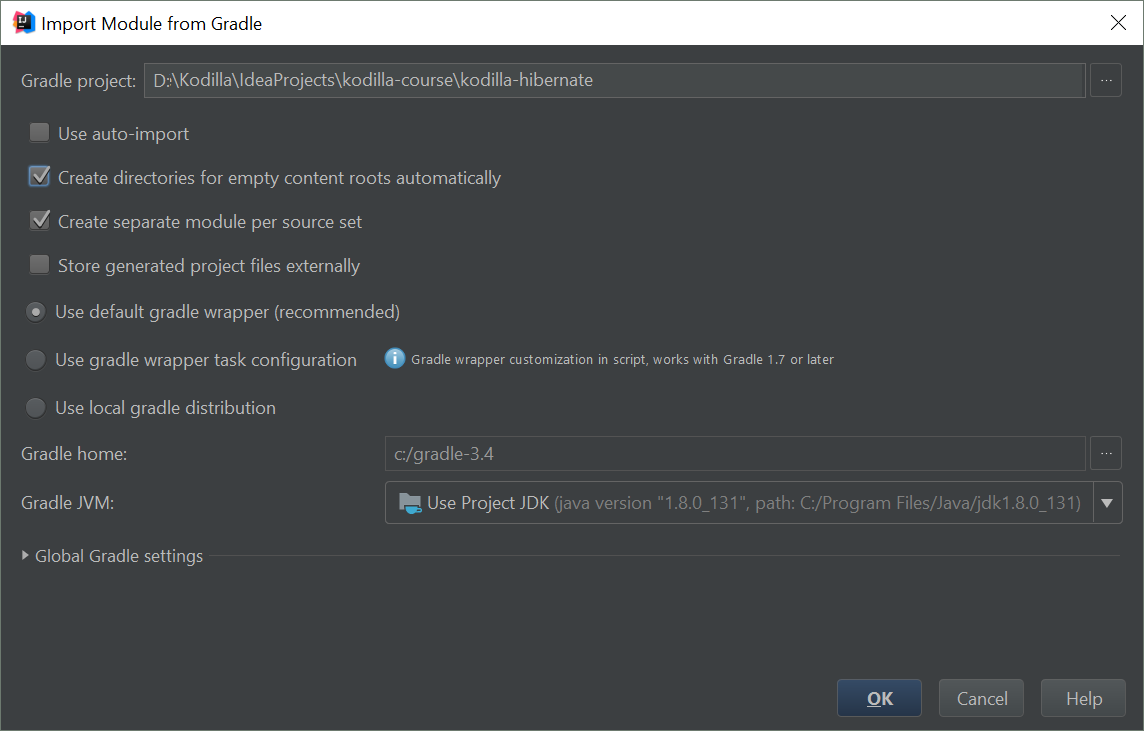 Import Module from Gradle
Gradle project: D:\Kodilla\IdeaProjects\kodilla-course\kodilla-hibernate ...
Use auto-import
Create directories for empty content roots automatically
Create separate module per source set
Store generated project files externally
Use default gradle wrapper (recommended)
Use gradle wrapper task configuration i Gradle wrapper customization in script, works with Gradle 1.7 or later
Use local gradle distribution
Gradle home: c:/gradle-3.4 ...
Gradle JVM: Use Project JDK (java version "1.8.0_131", path: C:/Program Files/Java/jdk1.8.0_131)
Global Gradle settings
OK Cancel Help